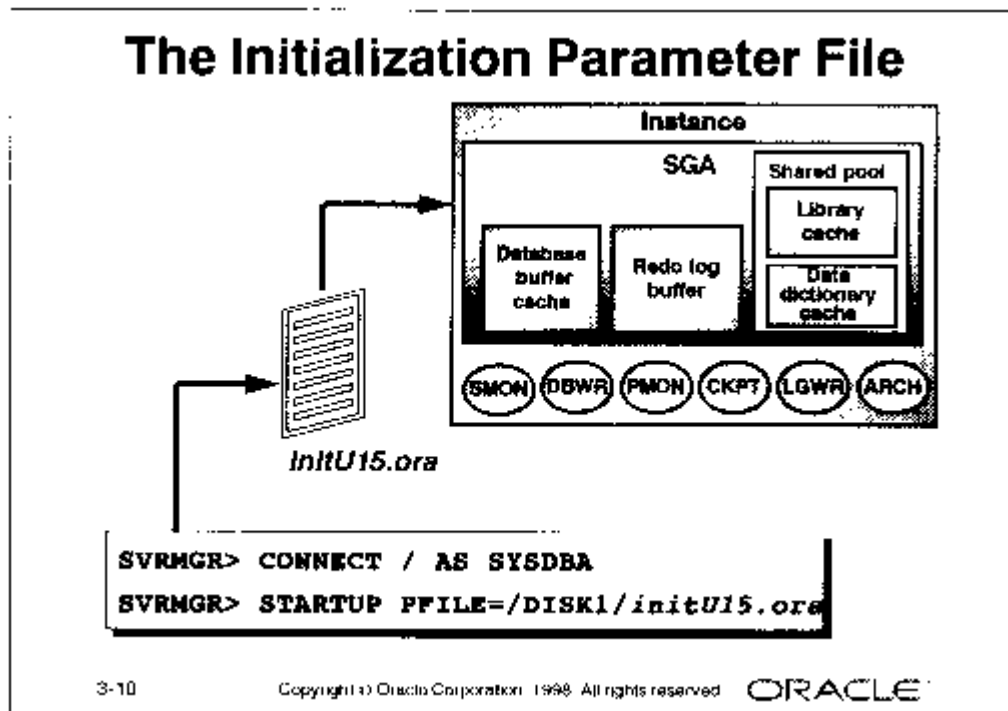 The Initialization Parameter File
Instance
SGA
Shared pool
Library
cache
Database
buffer
cache
Redo log
buffer
Data
dictionary
cache
SMON DBWR PMON CKPT LGWR ARCH
initU15.ora
SVRMGR> CONNECT / AS SYSDBA
SVRMGR> STARTUP PFILE=/DISK1/initU15.ora
3-10
Copyright © Oracle Corporation 1998 All rights reserved
ORACLE